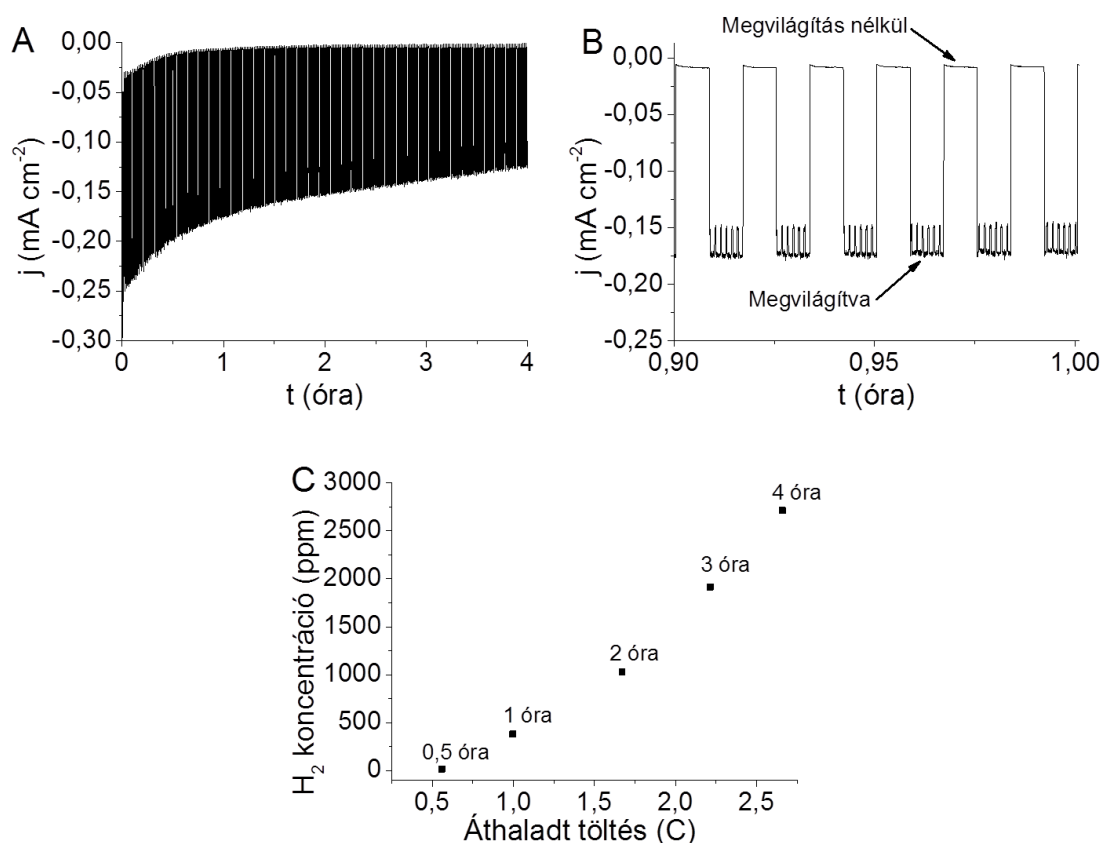 A
0,00
-0,05
-0,10
-0,15
-0,20
-0,25
-0,30
j (mA cm⁻²)
0 1 2 3 4
t (óra)
B
Megvilágítás nélkül
0,00
-0,05
-0,10
-0,15
-0,20
-0,25
j (mA cm⁻²)
Megvilágítva
0,90 0,95 1,00
t (óra)
C
3000
2500
2000
1500
1000
500
0
H₂ koncentráció (ppm)
4 óra
3 óra
2 óra
1 óra
0,5 óra
0,5 1,0 1,5 2,0 2,5
Áthaladt töltés (C)